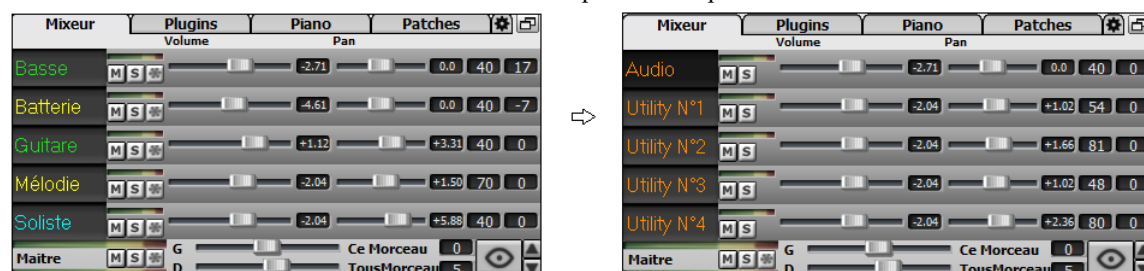 Mixeur Plugins Piano Patches
Volume Pan
Basse M S -2.71 0.0 40 17
Batterie M S -4.61 0.0 40 -7
Guitare M S +1.12 +3.31 40 0
Mélodie M S -2.04 +1.50 70 0
Soliste M S -2.04 +5.88 40 0
Maitre M S G Ce Morceau 0
D TousMorceau 5
Mixeur Plugins Piano Patches
Volume Pan
Audio M S -2.71 0.0 40 0
Utility N°1 M S -2.04 +1.02 54 0
Utility N°2 M S -2.04 +1.66 81 0
Utility N°3 M S -2.04 +1.02 48 0
Utility N°4 M S -2.04 +2.36 80 0
Maitre M S G Ce Morceau 0
D TousMorceau 5